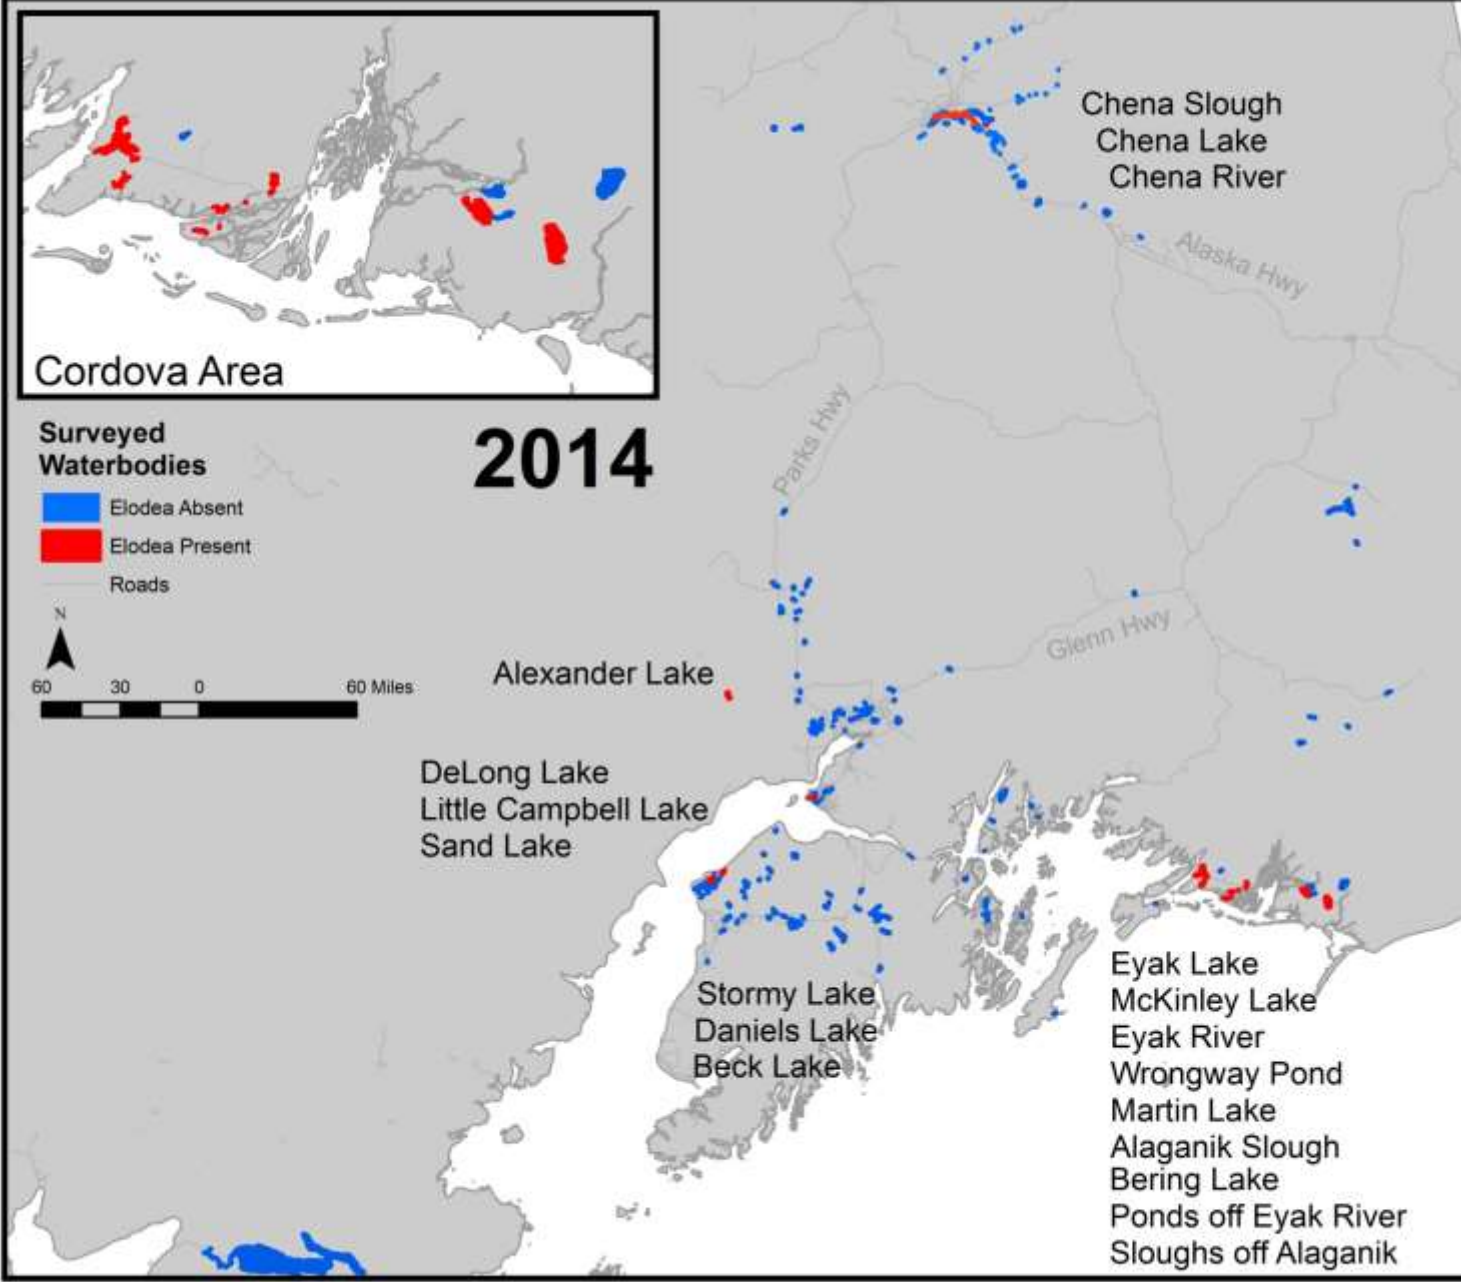 Cordova Area
Surveyed
Waterbodies
2014
Elodea Absent
Elodea Present
Roads
N
60 30 0 60 Miles
Chena Slough
Chena Lake
Chena River
Alaska Hwy
Parks Hwy
Glenn Hwy
Alexander Lake
DeLong Lake
Little Campbell Lake
Sand Lake
Stormy Lake
Daniels Lake
Beck Lake
Eyak Lake
McKinley Lake
Eyak River
Wrongway Pond
Martin Lake
Alaganik Slough
Bering Lake
Ponds off Eyak River
Sloughs off Alaganik